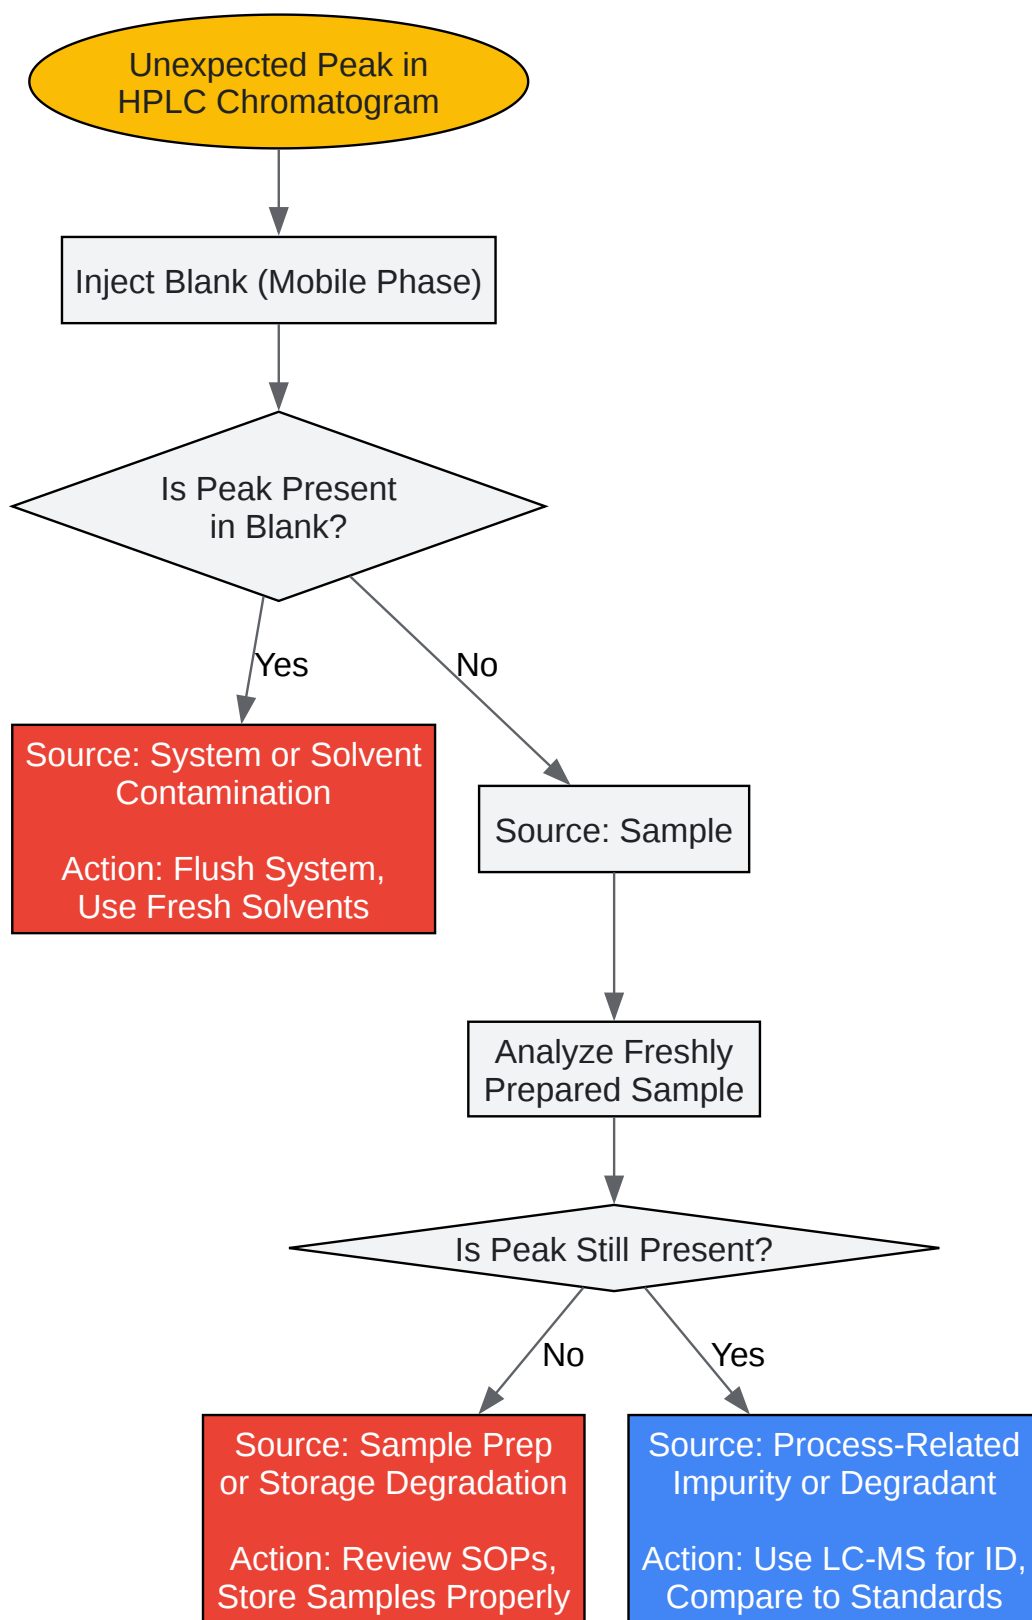 Unexpected Peak in
HPLC Chromatogram
Inject Blank (Mobile Phase)
Is Peak Present
in Blank?
Yes
No
Source: System or Solvent
Contamination
Action: Flush System,
Use Fresh Solvents
Source: Sample
Analyze Freshly
Prepared Sample
Is Peak Still Present?
No
Yes
Source: Sample Prep
or Storage Degradation
Action: Review SOPs,
Store Samples Properly
Source: Process-Related
Impurity or Degradant
Action: Use LC-MS for ID,
Compare to Standards